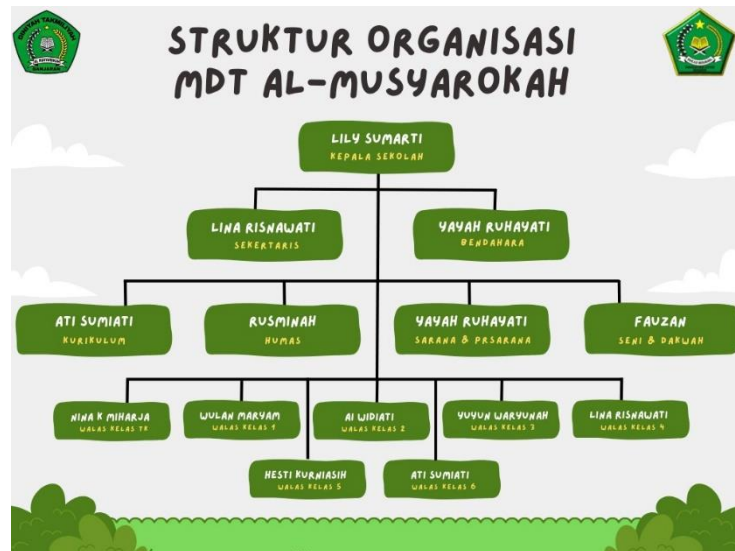 STRUKTUR ORGANISASI
MDT AL-MUSYAROKAH
LILY SUMARTI
KEPALA SEKOLAH
LINA RISNAWATI
SEKERTARIS
YAYAH RUHAYATI
BENDAHARA
ATI SUMIATI
KURIKULUM
RUSMINAH
HUMAS
YAYAH RUHAYATI
SARANA & PRSARANA
FAUZAN
SENI & DAKWAH
NINA K MIHARJA
WALAS KELAS TK
WULAN MARYAM
WALAS KELAS 1
AI WIDIATI
WALAS KELAS 2
YUYUN WARYUNAH
WALAS KELAS 3
LINA RISNAWATI
WALAS KELAS 4
HESTI KURNIASIH
WALAS KELAS 5
ATI SUMIATI
WALAS KELAS 6